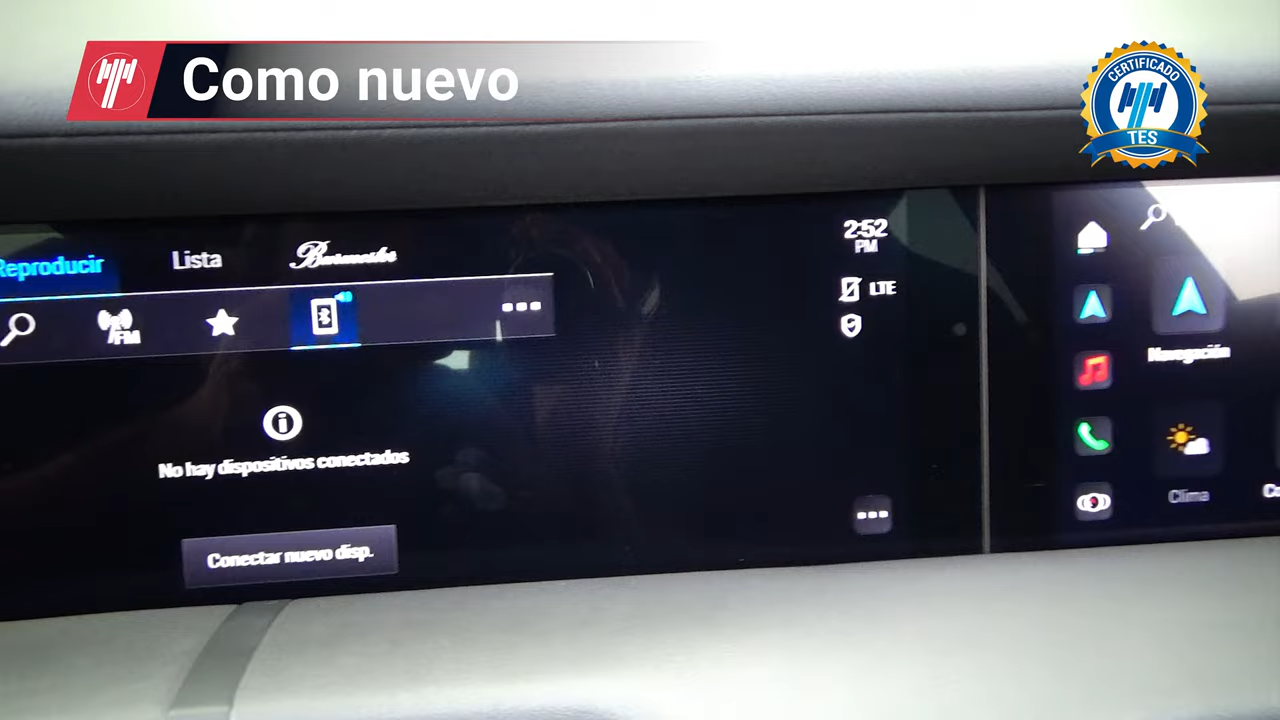 Como nuevo
CERTIFICADO
TES
Reproducir
Lista
Burmester
FM
No hay dispositivos conectados
Conectar nuevo disp.
2:52
PM
LTE
Navegación
Clima